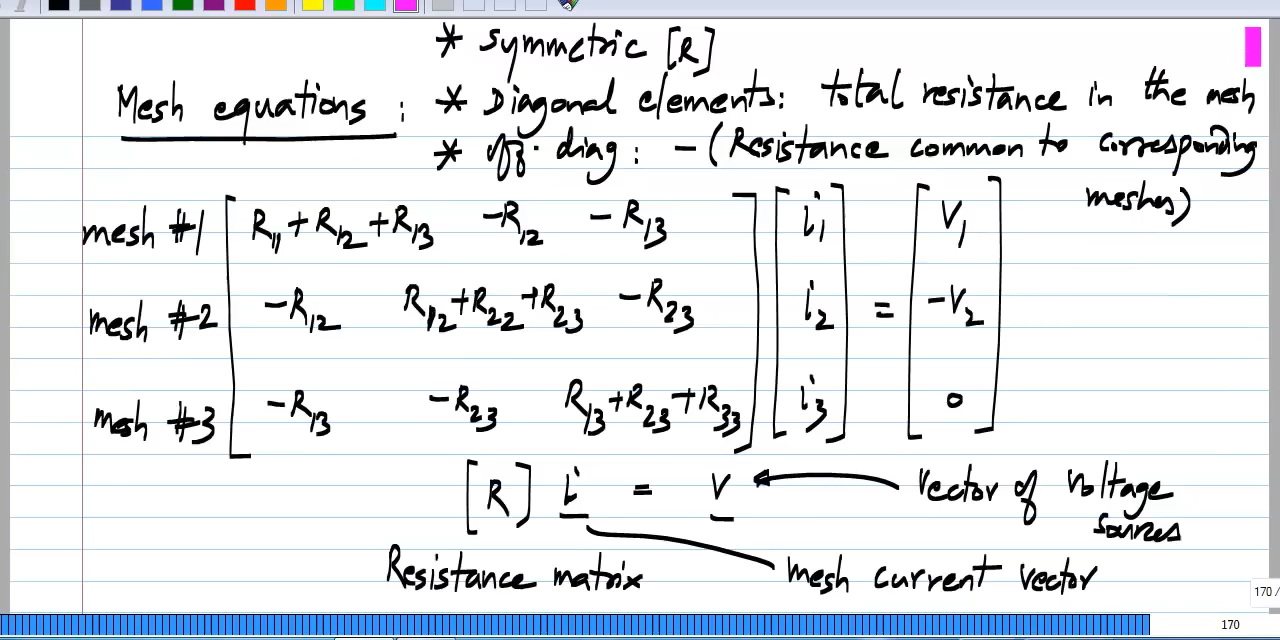 * Symmetric [R]
Mesh equations : * Diagonal elements: total resistance in the mesh
* off. diag : - (Resistance common to corresponding
meshes)
mesh #1 [ R11 + R12 + R13 -R12 - R13 ] [ i1 ] [ V1 ]
mesh #2 [ -R12 R12 + R22 + R23 - R23 ] [ i2 ] = [ -V2 ]
mesh #3 [ -R13 - R23 R13 + R23 + R33 ] [ i3 ] [ 0 ]
[R] i = V vector of voltage
sources
Resistance matrix mesh current vector
170 /
170